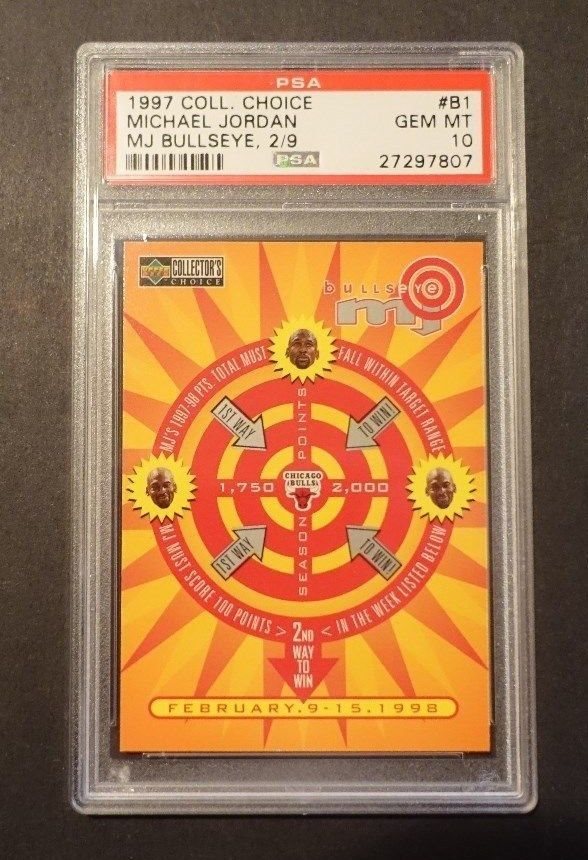 PSA
1997 COLL. CHOICE #B1
MICHAEL JORDAN GEM MT
MJ BULLSEYE, 2/9 10
PSA 27297807
UPPER DECK COLLECTOR'S
CHOICE
bullseye
mj
MJ'S 1997-98 PTS. TOTAL MUST FALL WITHIN TARGET RANGE
1ST WAY TO WIN!
SEASON POINTS
CHICAGO
BULLS
1,750 2,000
1ST WAY TO WIN!
MJ MUST SCORE 100 POINTS > < IN THE WEEK LISTED BELOW
2ND
WAY
TO
WIN
FEBRUARY.9-15.1998